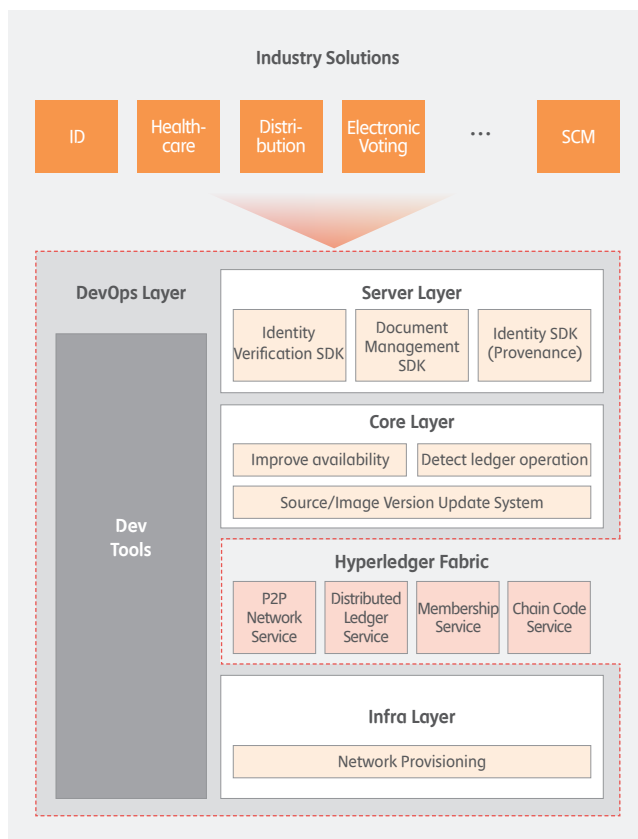 Industry Solutions
ID
Health-
care
Distri-
bution
Electronic
Voting
...
SCM
DevOps Layer
Dev
Tools
Server Layer
Identity
Verification SDK
Document
Management
SDK
Identity SDK
(Provenance)
Core Layer
Improve availability
Detect ledger operation
Source/Image Version Update System
Hyperledger Fabric
P2P
Network
Service
Distributed
Ledger
Service
Membership
Service
Chain Code
Service
Infra Layer
Network Provisioning